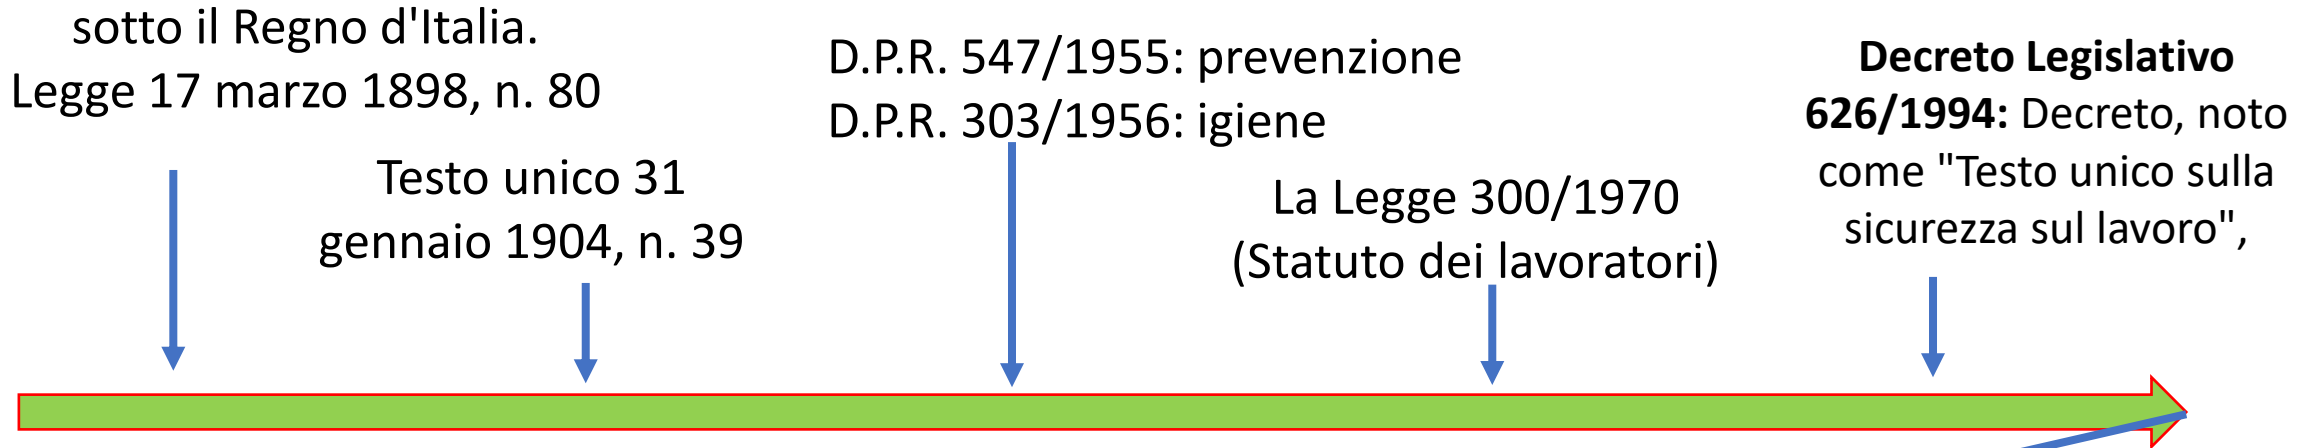 sotto il Regno d'Italia.
Legge 17 marzo 1898, n. 80
Testo unico 31
gennaio 1904, n. 39
D.P.R. 547/1955: prevenzione
D.P.R. 303/1956: igiene
La Legge 300/1970
(Statuto dei lavoratori)
Decreto Legislativo
626/1994: Decreto, noto
come "Testo unico sulla
sicurezza sul lavoro",